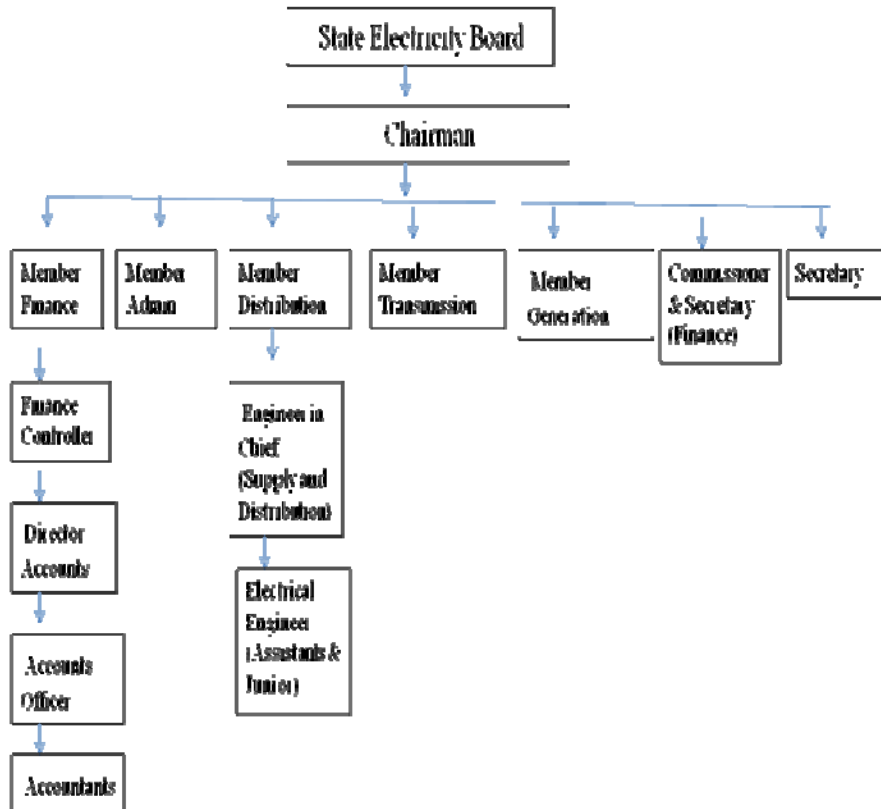 State Electricity Board
Chairman
Member
Finance
Member
Admin
Member
Distribution
Member
Transmission
Member
Generation
Commissioner
& Secretary
(Finance)
Secretary
Finance
Controller
Engineer in
Chief
(Supply and
Distribution)
Director
Accounts
Electrical
Engineer
(Assistants &
Junior)
Accounts
Officer
Accountants